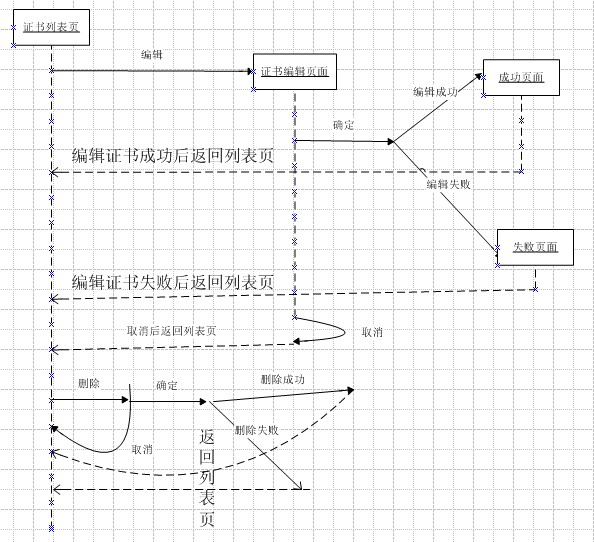 证书列表页
编辑
证书编辑页面
成功页面
编辑成功
确定
编辑证书成功后返回列表页
编辑失败
失败页面
编辑证书失败后返回列表页
取消后返回列表页
取消
删除
确定
删除成功
删除失败
取消
返回列表页